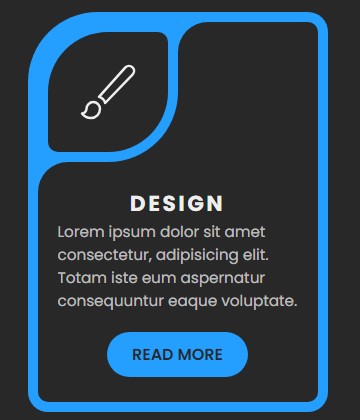 DESIGN
Lorem ipsum dolor sit amet
consectetur, adipisicing elit.
Totam iste eum aspernatur
consequuntur eaque voluptate.
READ MORE